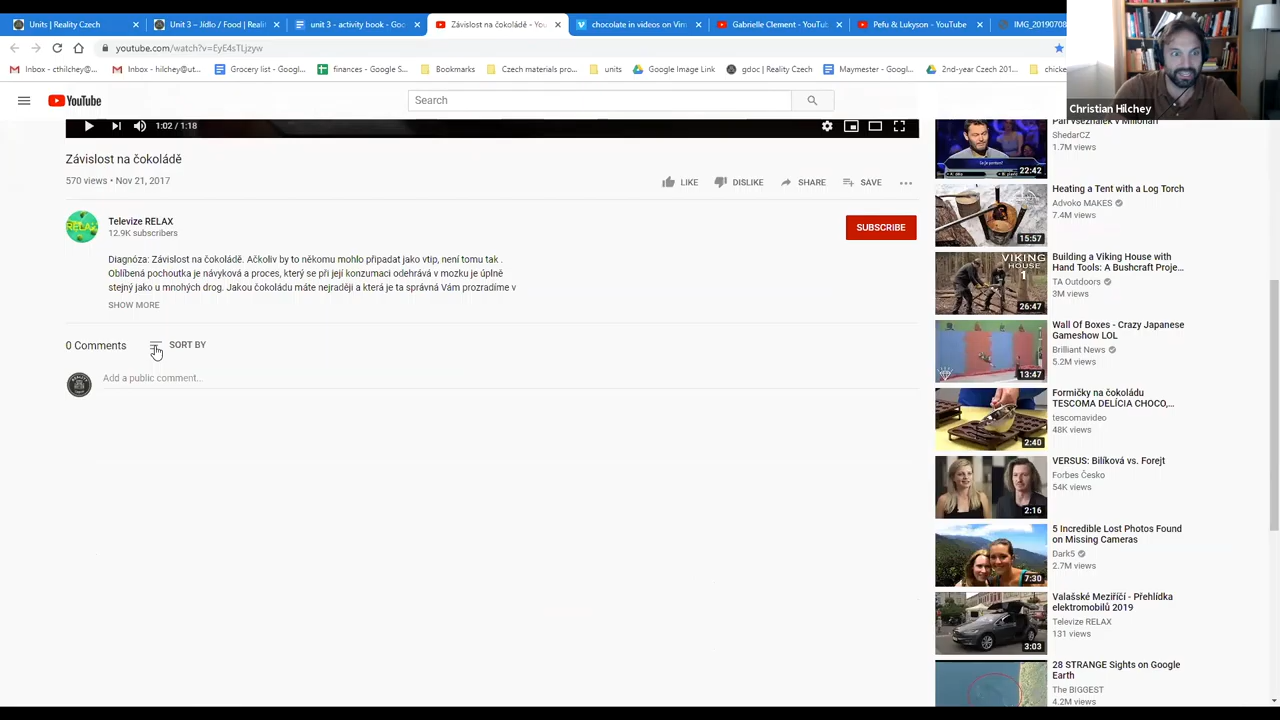 Units | Reality Czech
Unit 3 – Jídlo / Food | Reali
unit 3 - activity book - Goo
Závislost na čokoládě - You
chocolate in videos on Vim
Gabrielle Clement - YouTub
Pefu & Lukyson - YouTube
IMG_20190708
youtube.com/watch?v=EyE4sTLjzyw
Inbox - cthilchey@...
Inbox - hilchey@ut...
Grocery list - Googl...
finances - Google S...
Bookmarks
Czech materials pro...
units
Google Image Link
gdoc | Reality Czech
Maymester - Googl...
2nd-year Czech 201...
chicke
YouTube
Search
Christian Hilchey
1:02 / 1:18
Závislost na čokoládě
570 views • Nov 21, 2017
LIKE
DISLIKE
SHARE
SAVE
Televize RELAX
12.9K subscribers
SUBSCRIBE
Diagnóza: Závislost na čokoládě. Ačkoliv by to někomu mohlo připadat jako vtip, není tomu tak .
Oblíbená pochoutka je návyková a proces, který se při její konzumaci odehrává v mozku je úplně
stejný jako u mnohých drog. Jakou čokoládu máte nejraději a která je ta správná Vám prozradíme v
SHOW MORE
0 Comments
SORT BY
Add a public comment...
Pan Všeználek v Milionář
ShedarCZ
1.7M views
22:42
Heating a Tent with a Log Torch
Advoko MAKES
7.4M views
15:57
Building a Viking House with
Hand Tools: A Bushcraft Proje...
TA Outdoors
3M views
VIKING
HOUSE
1
26:47
Wall Of Boxes - Crazy Japanese
Gameshow LOL
Brilliant News
5.2M views
13:47
Formičky na čokoládu
TESCOMA DELÍCIA CHOCO,...
tescomavideo
48K views
2:40
VERSUS: Bilíková vs. Forejt
Forbes Česko
54K views
2:16
5 Incredible Lost Photos Found
on Missing Cameras
Dark5
2.7M views
7:30
Valašské Meziříčí - Přehlídka
elektromobilů 2019
Televize RELAX
131 views
3:03
28 STRANGE Sights on Google
Earth
The BIGGEST
4.2M views